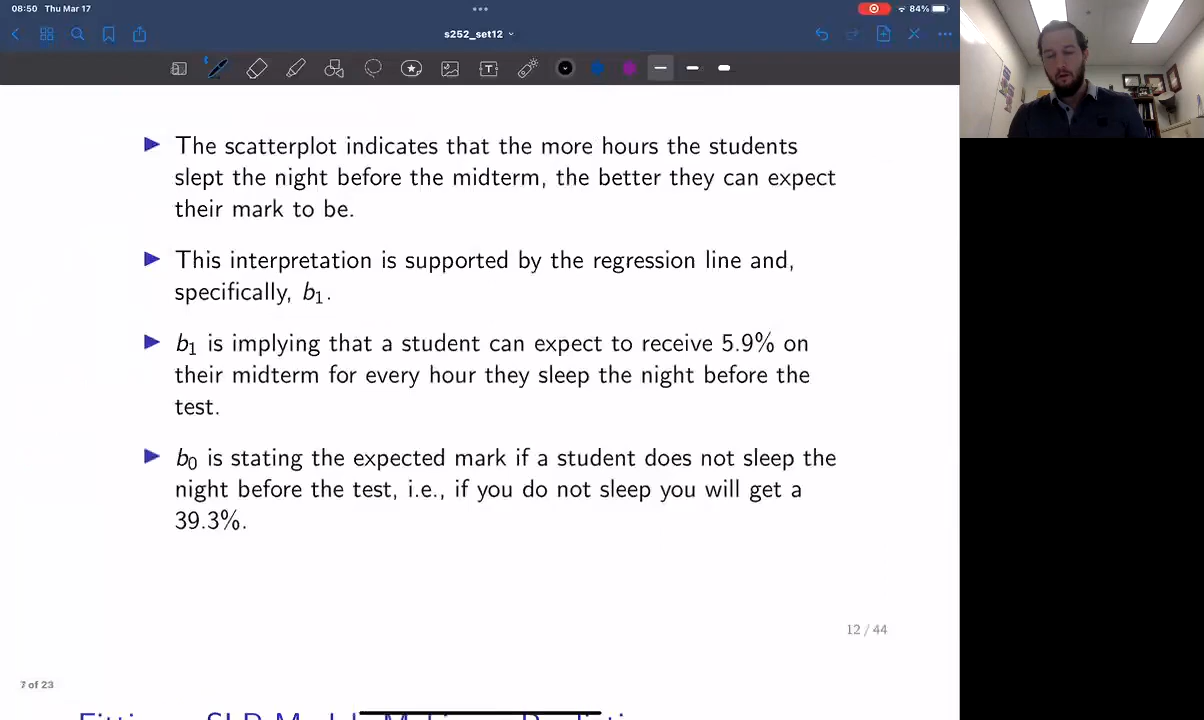 08:50 Thu Mar 17
84%
s252_set12
The scatterplot indicates that the more hours the students
slept the night before the midterm, the better they can expect
their mark to be.
This interpretation is supported by the regression line and,
specifically, b₁.
b₁ is implying that a student can expect to receive 5.9% on
their midterm for every hour they sleep the night before the
test.
b₀ is stating the expected mark if a student does not sleep the
night before the test, i.e., if you do not sleep you will get a
39.3%.
12 / 44
7 of 23